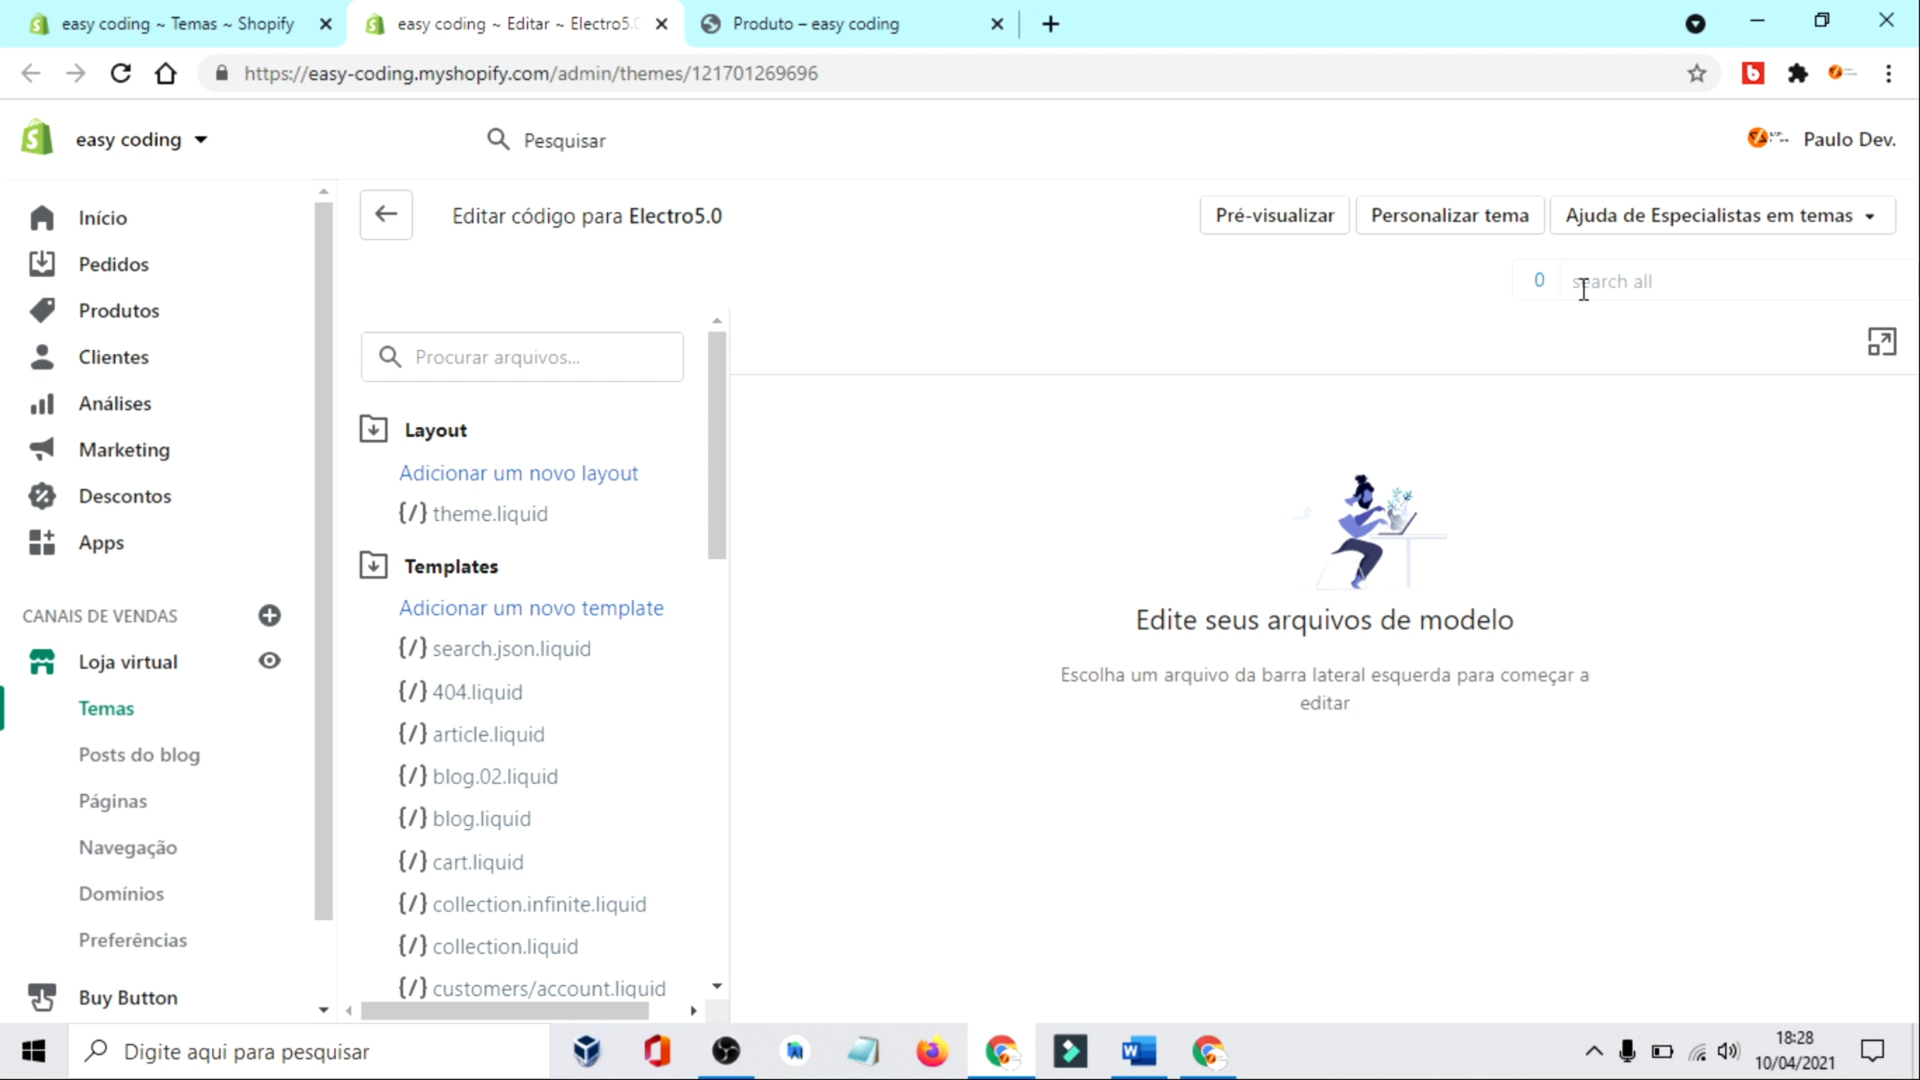 easy coding ~ Temas ~ Shopify
easy coding ~ Editar ~ Electro5.0
Produto – easy coding
https://easy-coding.myshopify.com/admin/themes/121701269696
easy coding
Pesquisar
Paulo Dev.
Início
Pedidos
Produtos
Clientes
Análises
Marketing
Descontos
Apps
CANAIS DE VENDAS
Loja virtual
Temas
Posts do blog
Páginas
Navegação
Domínios
Preferências
Buy Button
Editar código para Electro5.0
Pré-visualizar
Personalizar tema
Ajuda de Especialistas em temas
0
search all
Procurar arquivos...
Layout
Adicionar um novo layout
{/} theme.liquid
Templates
Adicionar um novo template
{/} search.json.liquid
{/} 404.liquid
{/} article.liquid
{/} blog.02.liquid
{/} blog.liquid
{/} cart.liquid
{/} collection.infinite.liquid
{/} collection.liquid
{/} customers/account.liquid
Edite seus arquivos de modelo
Escolha um arquivo da barra lateral esquerda para começar a
editar
Digite aqui para pesquisar
18:28
10/04/2021